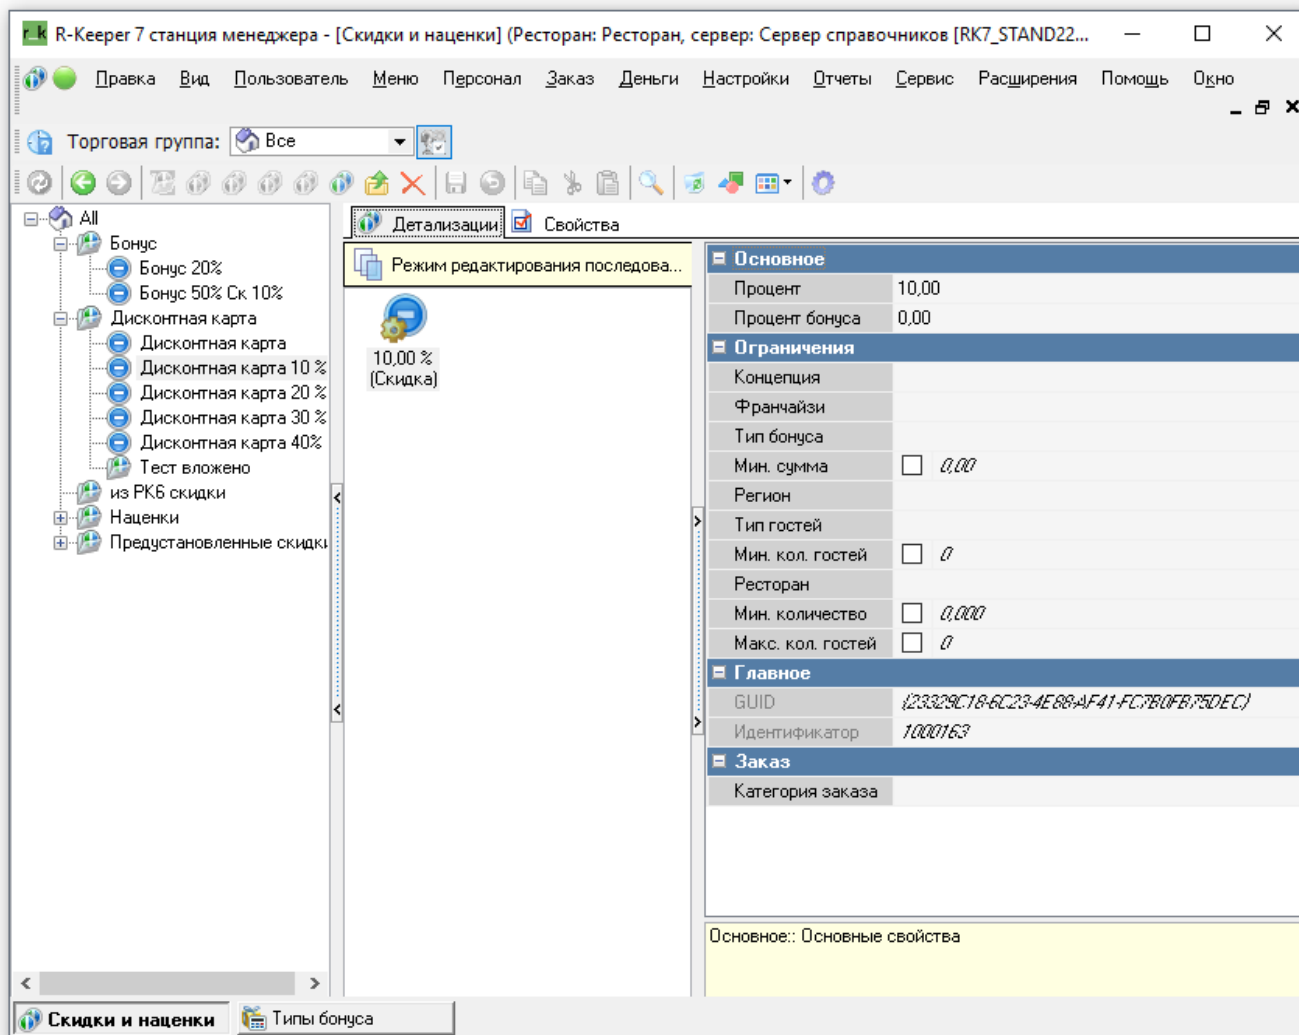 r_k R-Keeper 7 станция менеджера - [Скидки и наценки] (Ресторан: Ресторан, сервер: Сервер справочников [RK7_STAND22...
Правка Вид Пользователь Меню Персонал Заказ Деньги Настройки Отчеты Сервис Расширения Помощь Окно
Торговая группа: Все
All
Бонус
Бонус 20%
Бонус 50% Ск 10%
Дисконтная карта
Дисконтная карта
Дисконтная карта 10 %
Дисконтная карта 20 %
Дисконтная карта 30 %
Дисконтная карта 40%
Тест вложено
из РК6 скидки
Наценки
Предустановленные скидки
Детализации Свойства
Режим редактирования последова...
10,00 %
(Скидка)
Основное
Процент 10,00
Процент бонуса 0,00
Ограничения
Концепция
Франчайзи
Тип бонуса
Мин. сумма 0,00
Регион
Тип гостей
Мин. кол. гостей 0
Ресторан
Мин. количество 0,000
Макс. кол. гостей 0
Главное
GUID {23329C18-6C23-4E88-AF41-FC7B0FB75DEC}
Идентификатор 1000163
Заказ
Категория заказа
Основное:: Основные свойства
Скидки и наценки Типы бонуса